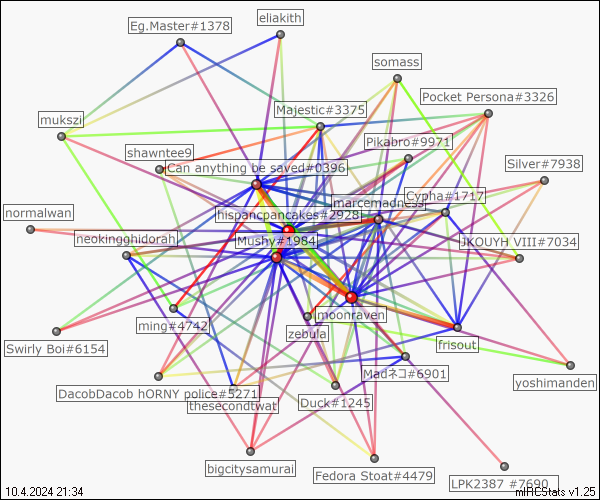 eliakith
Eg.Master#1378
somass
Pocket Persona#3326
Majestic#3375
mukszi
Pikabro#9971
shawntee9
Silver#7938
Can anything be saved#0396
Cypha#1717
marcemadness
normalwan
hispancpancakes#2928
neokingghidorah
Mushy#1984
JKOUYH VIII#7034
moonraven
ming#4742
zebula
frisout
Swirly Boi#6154
Madネコ#6901
yoshimanden
DacobDacob hORNY police#5271
thesecondtwat
Duck#1245
bigcitysamurai
Fedora Stoat#4479
LPK2387 #7690
10.4.2024 21:34
mIRCStats v1.25